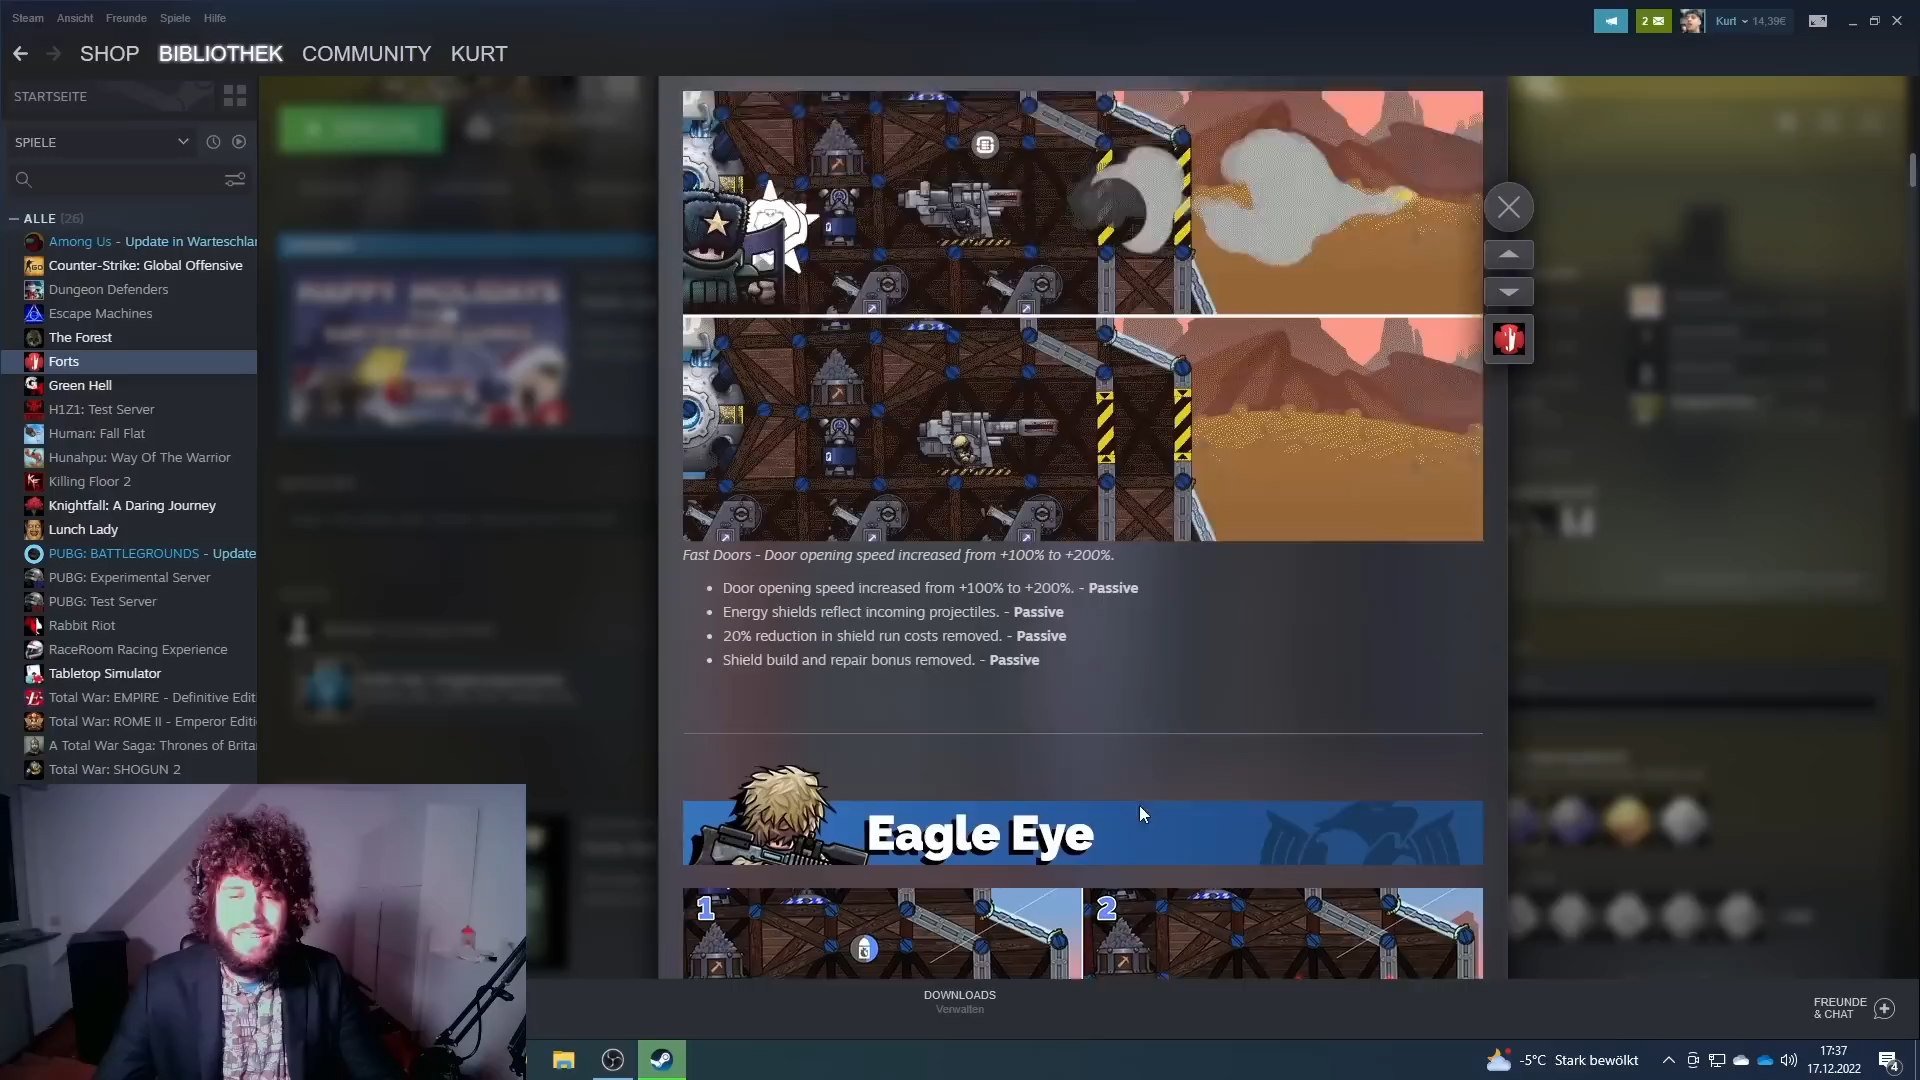 Steam Ansicht Freunde Spiele Hilfe
2
Kurt 14,39€
SHOP BIBLIOTHEK COMMUNITY KURT
STARTSEITE
SPIELE
— ALLE (26)
Among Us - Update in Warteschlan
Counter-Strike: Global Offensive
Dungeon Defenders
Escape Machines
The Forest
Forts
Green Hell
H1Z1: Test Server
Human: Fall Flat
Hunahpu: Way Of The Warrior
Killing Floor 2
Knightfall: A Daring Journey
Lunch Lady
PUBG: BATTLEGROUNDS - Update
PUBG: Experimental Server
PUBG: Test Server
Rabbit Riot
RaceRoom Racing Experience
Tabletop Simulator
Total War: EMPIRE - Definitive Edit
Total War: ROME II - Emperor Editi
A Total War Saga: Thrones of Brita
Total War: SHOGUN 2
HAPPY HOLIDAYS
Fast Doors - Door opening speed increased from +100% to +200%.
• Door opening speed increased from +100% to +200%. - Passive
• Energy shields reflect incoming projectiles. - Passive
• 20% reduction in shield run costs removed. - Passive
• Shield build and repair bonus removed. - Passive
Eagle Eye
1
2
DOWNLOADS
Verwalten
FREUNDE
& CHAT
-5°C Stark bewölkt
17:37
17.12.2022
4